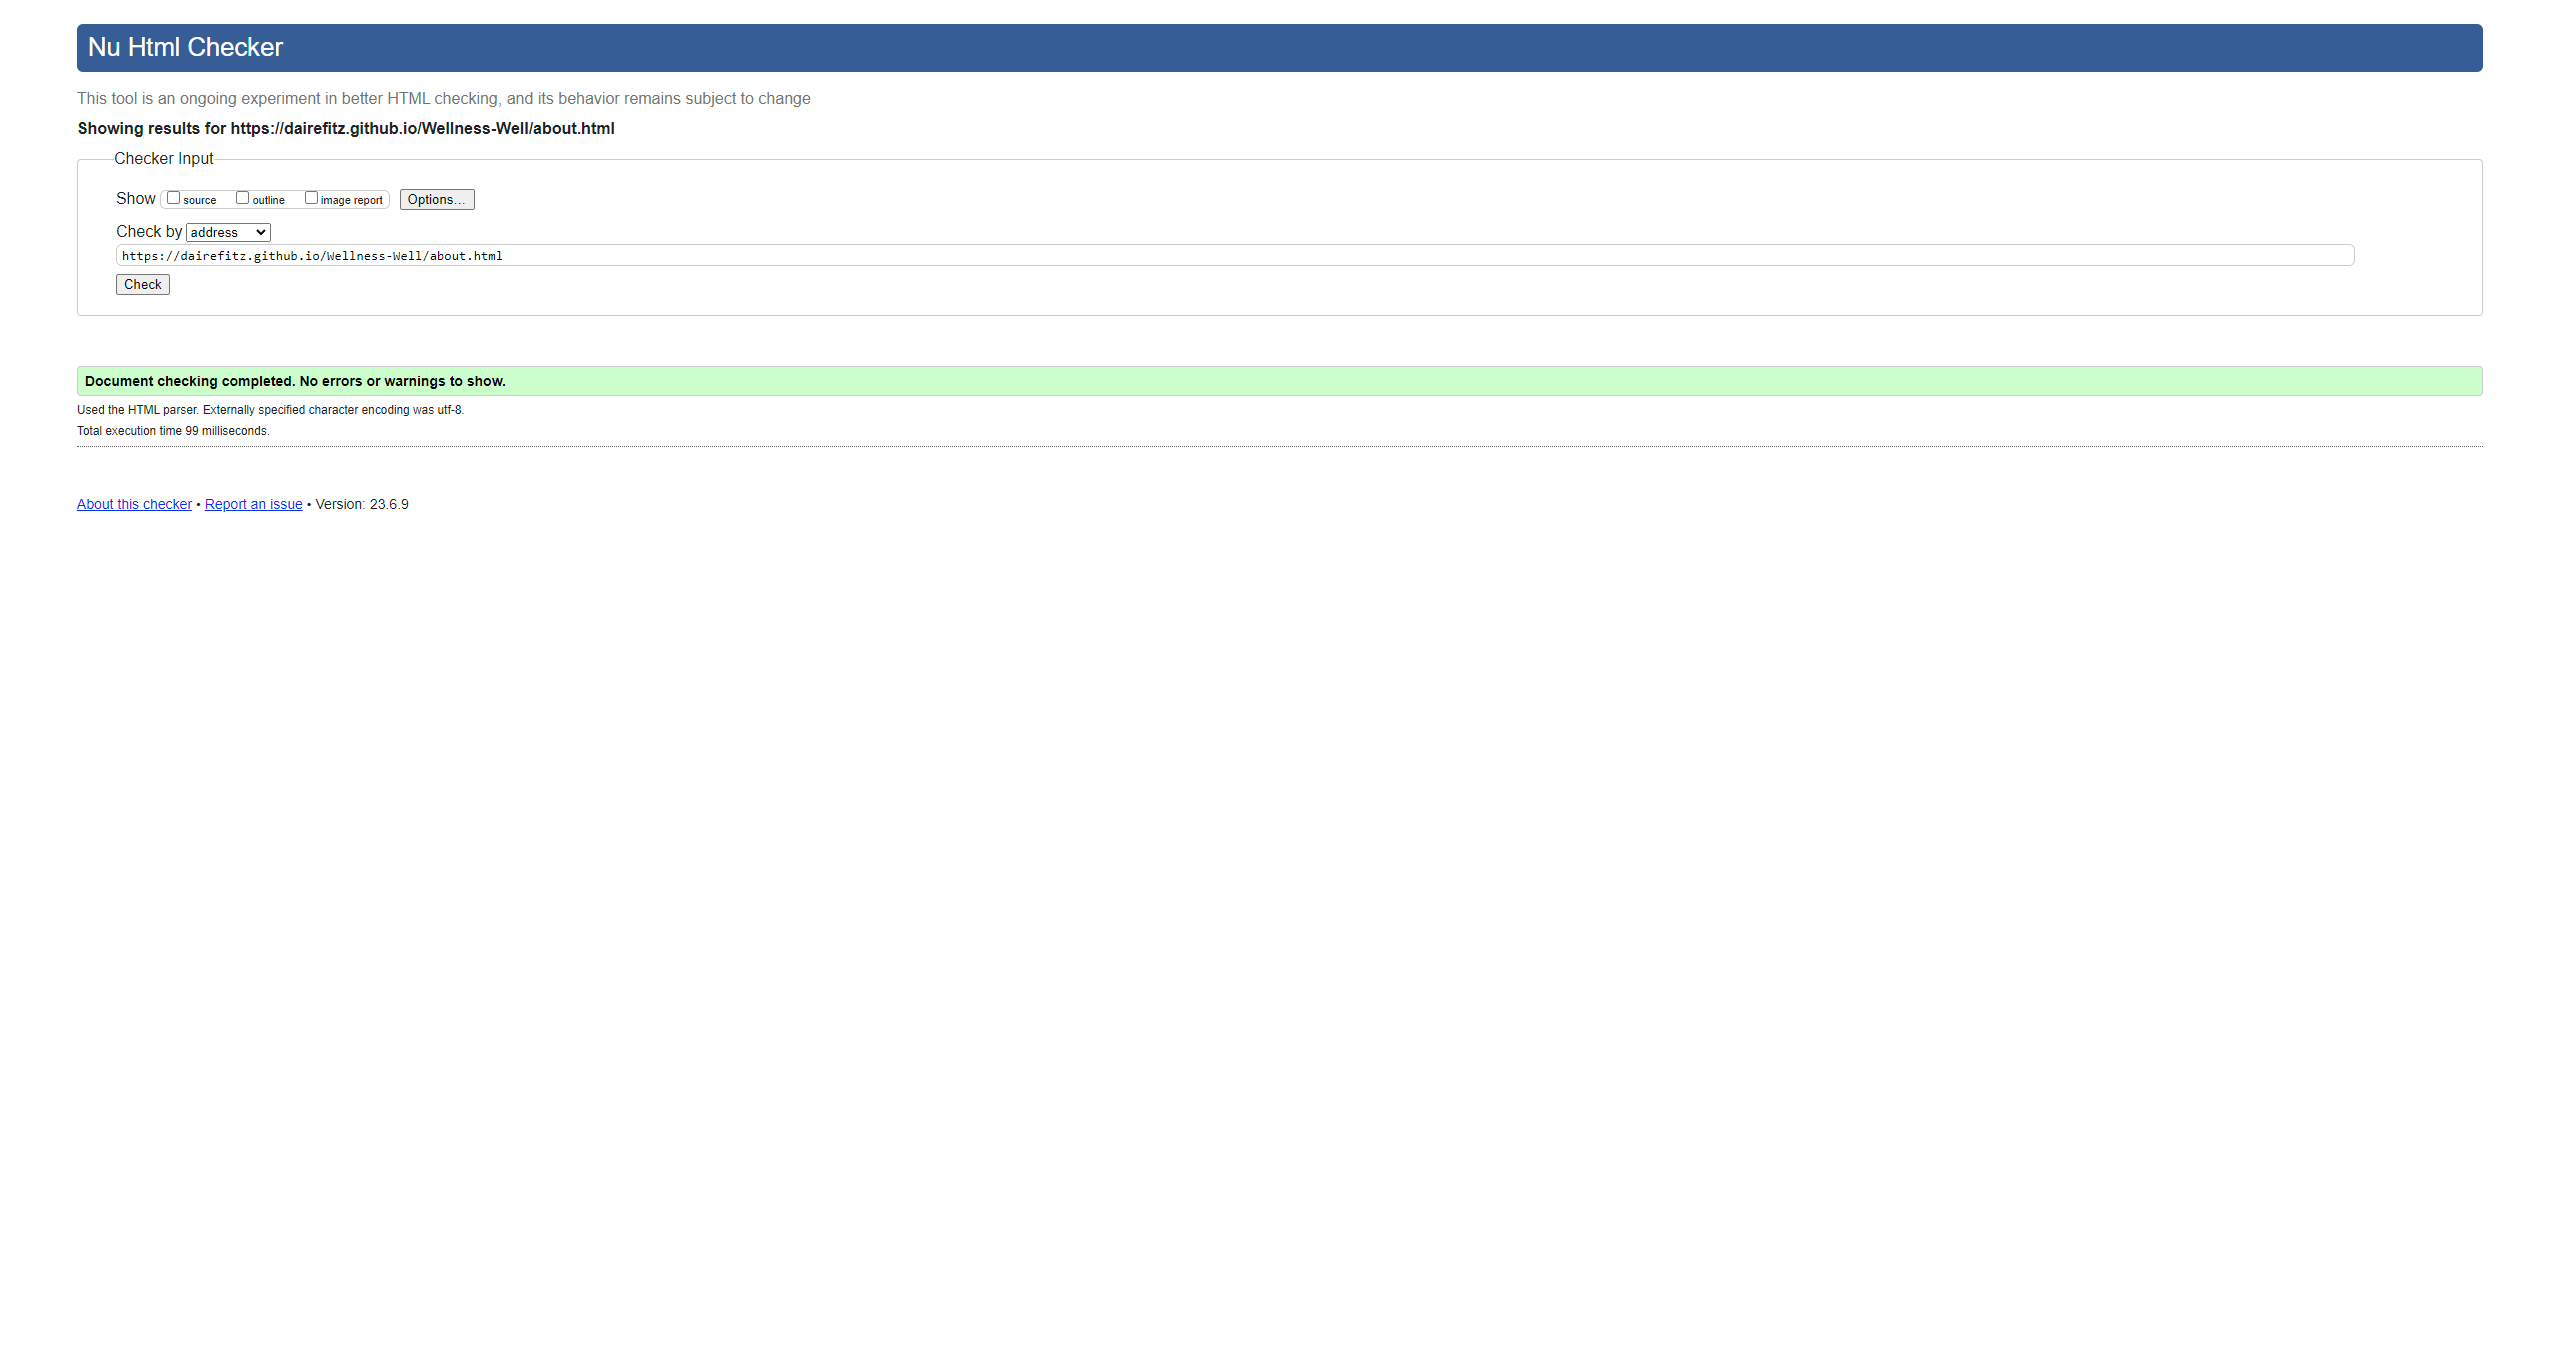 Nu Html Checker
This tool is an ongoing experiment in better HTML checking, and its behavior remains subject to change
Showing results for https://dairefitz.github.io/Wellness-Well/about.html
Checker Input
Show source outline image report Options...
Check by address
https://dairefitz.github.io/Wellness-Well/about.html
Check
Document checking completed. No errors or warnings to show.
Used the HTML parser. Externally specified character encoding was utf-8.
Total execution time 99 milliseconds.
About this checker • Report an issue • Version: 23.6.9